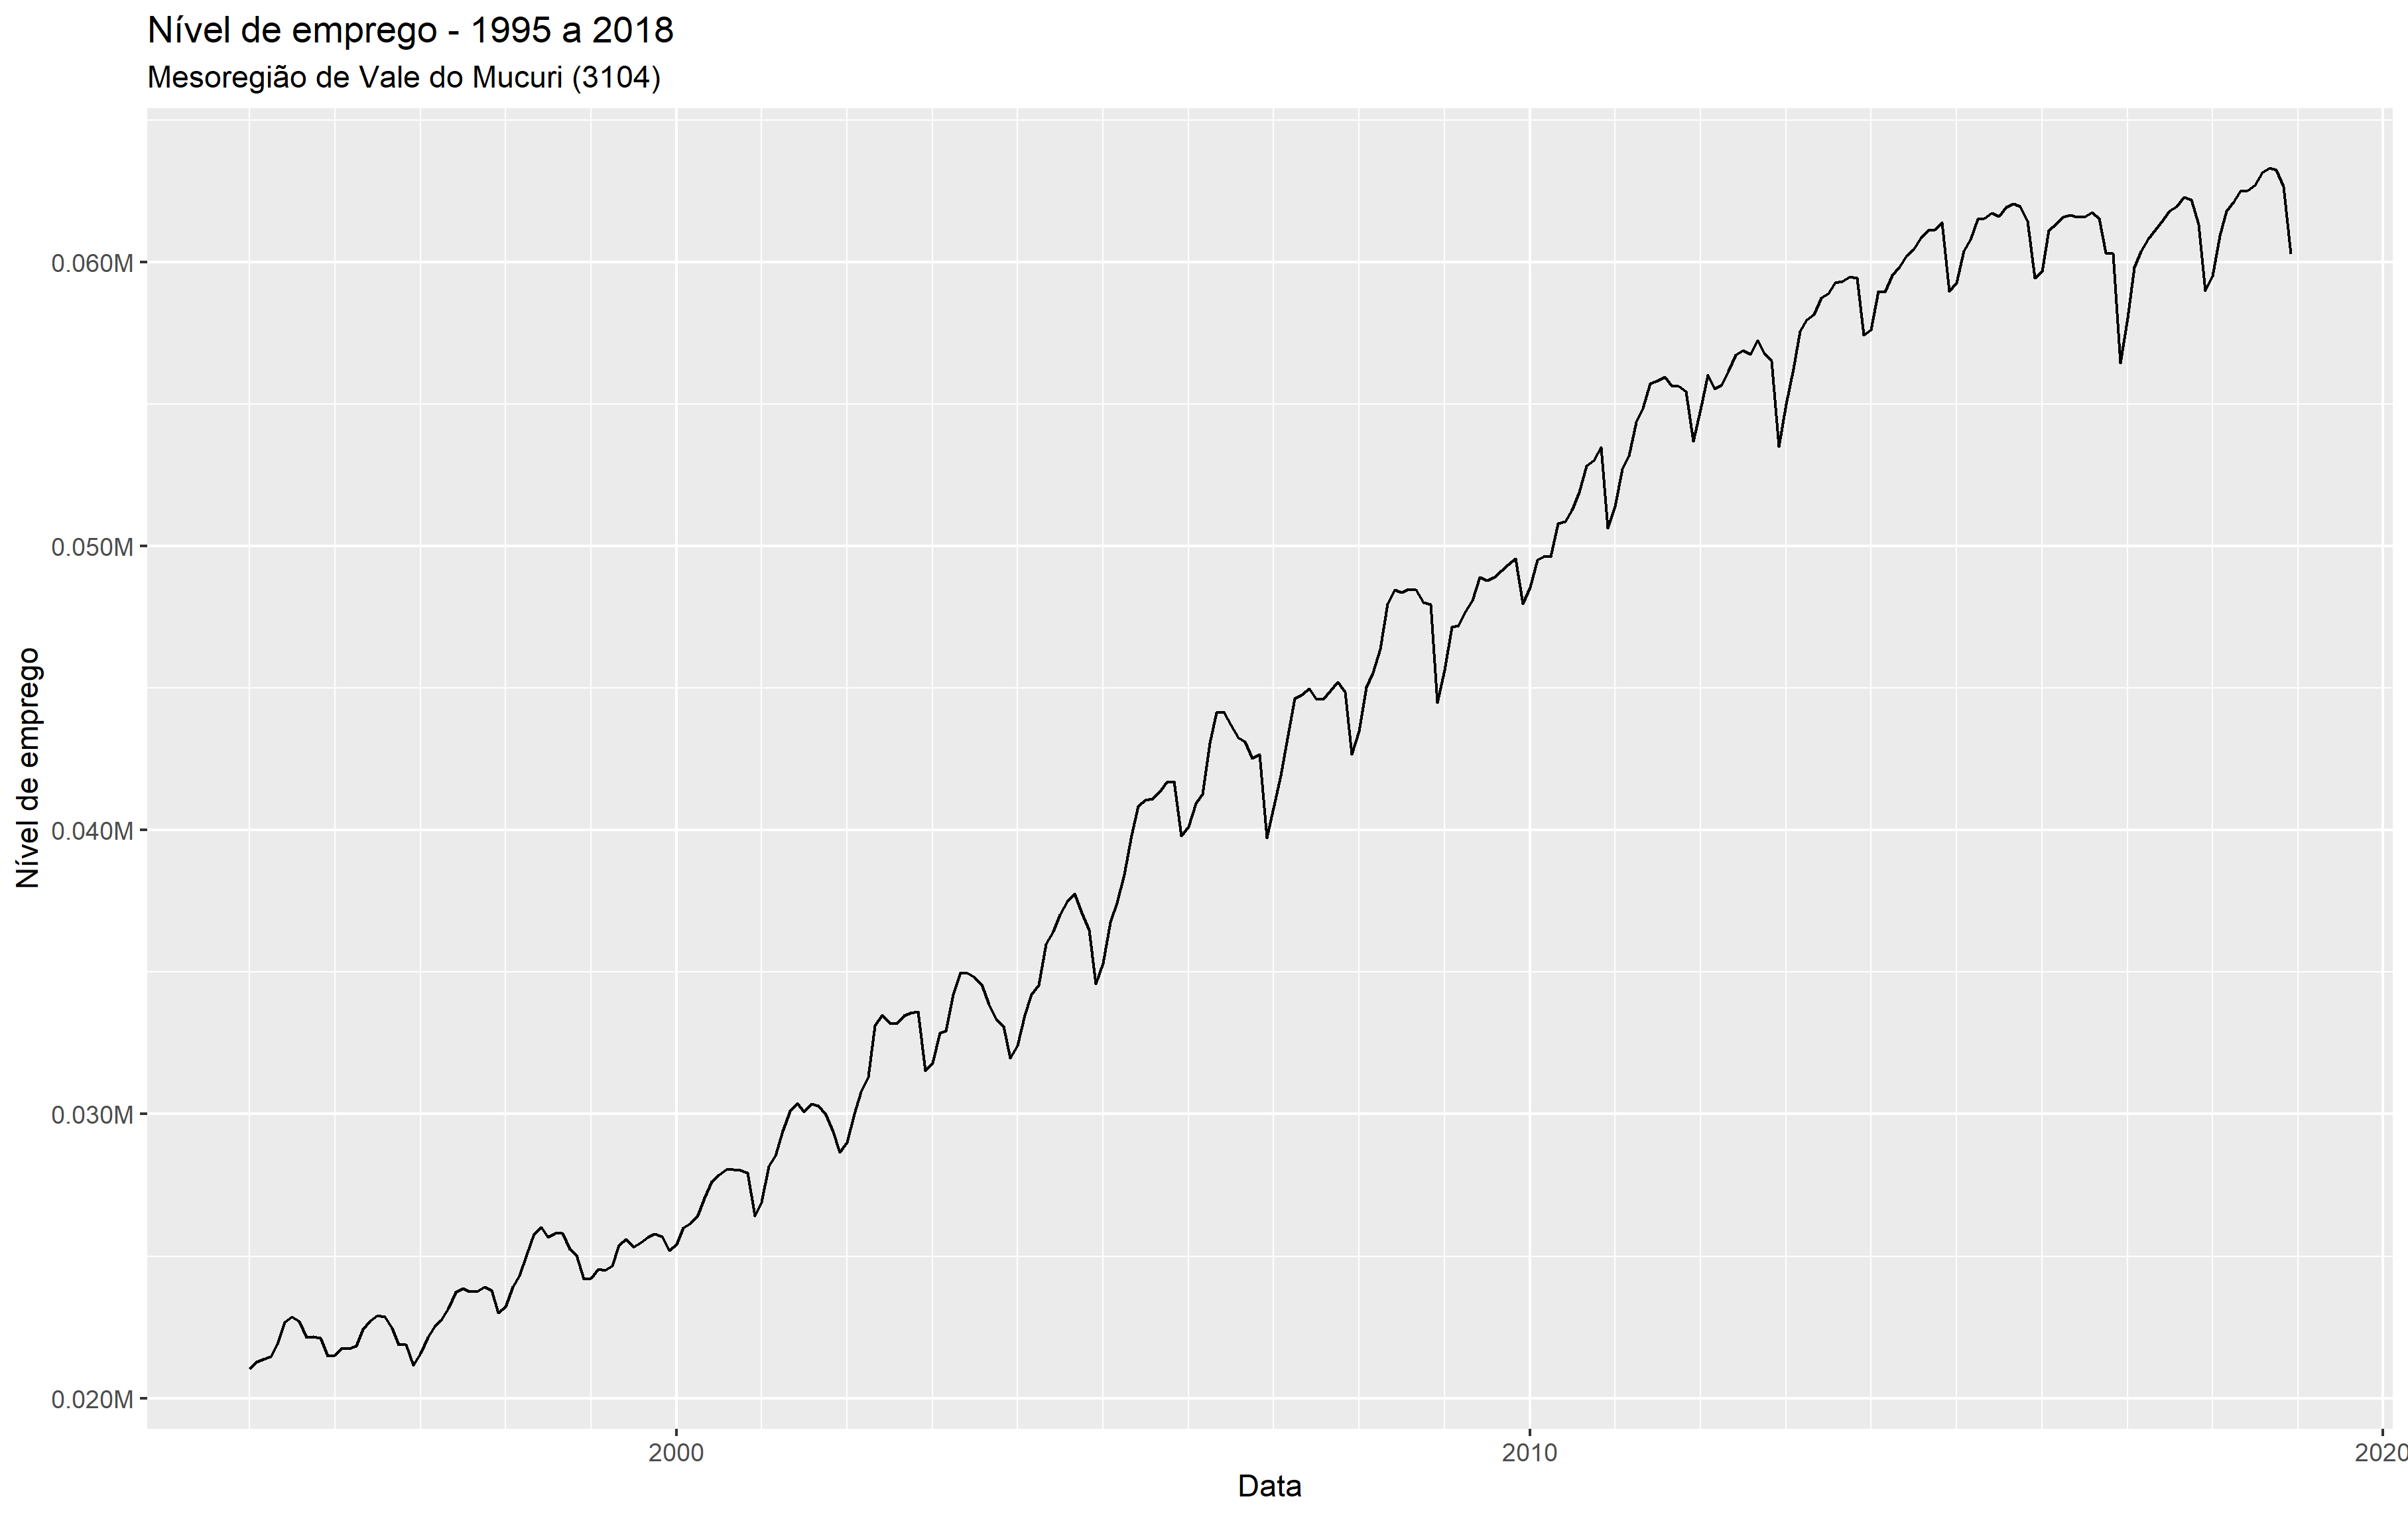 Nível de emprego - 1995 a 2018
Mesoregião de Vale do Mucuri (3104)
Nível de emprego
0.060M
0.050M
0.040M
0.030M
0.020M
2000
2010
2020
Data